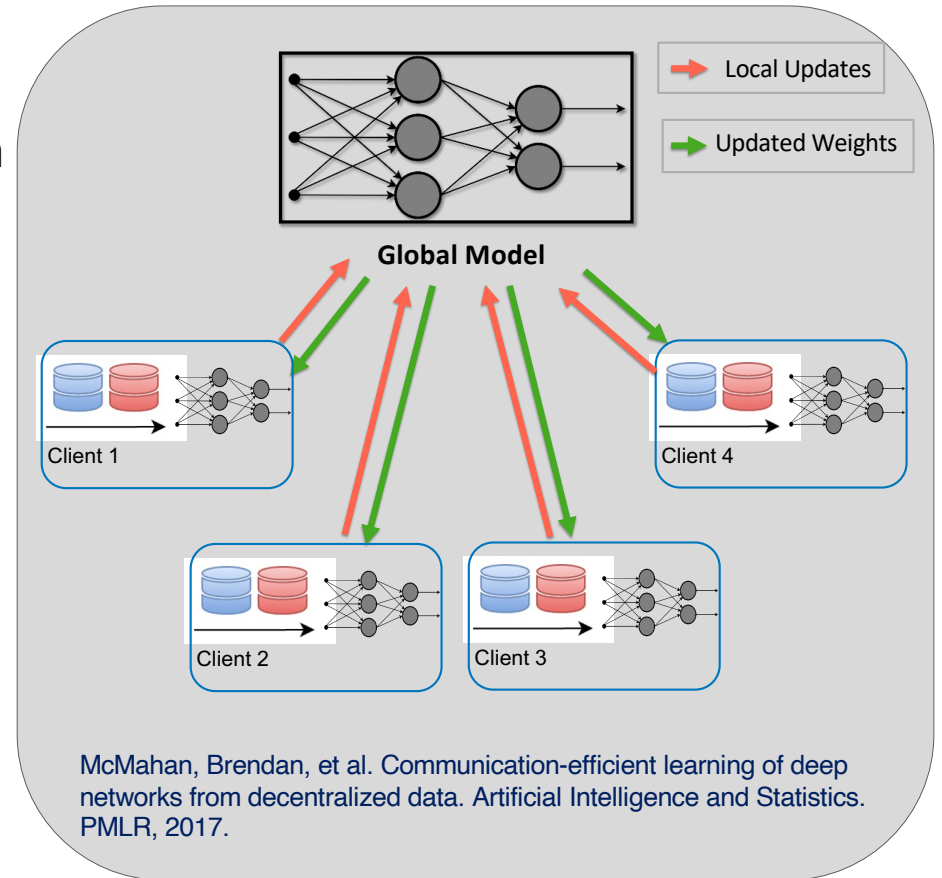 Local Updates
Updated Weights
Global Model
Client 1
Client 4
Client 2
Client 3
McMahan, Brendan, et al. Communication-efficient learning of deep
networks from decentralized data. Artificial Intelligence and Statistics.
PMLR, 2017.